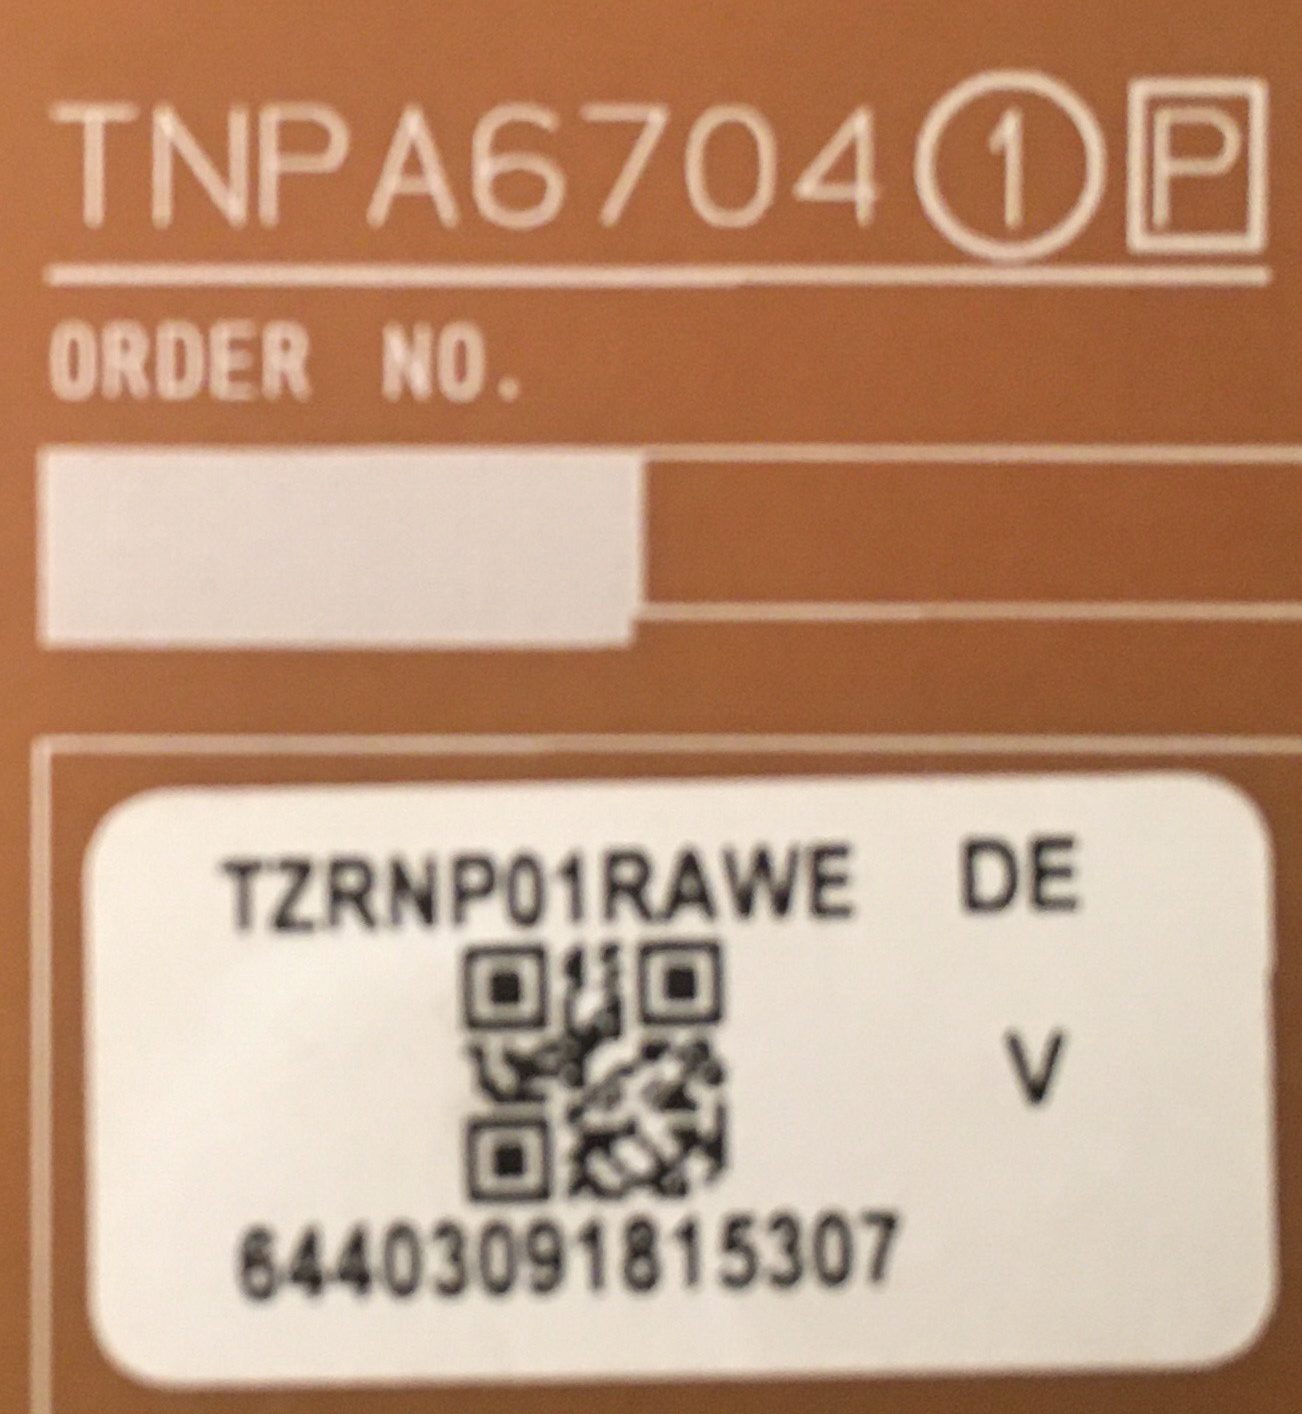 TNPA6704 1 P
ORDER NO.
TZRNP01RAWE DE
V
64403091815307